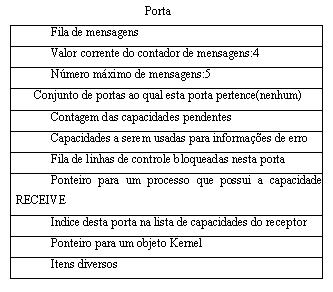 Porta
Fila de mensagens
Valor corrente do contador de mensagens:4
Número máximo de mensagens:5
Conjunto de portas ao qual esta porta pertence(nenhum)
Contagem das capacidades pendentes
Capacidades a serem usadas para informações de erro
Fila de linhas de controle bloqueadas nesta porta
Ponteiro para um processo que possui a capacidade
RECEIVE
Indice desta porta na lista de capacidades do receptor
Ponteiro para um objeto Kernel
Itens diversos